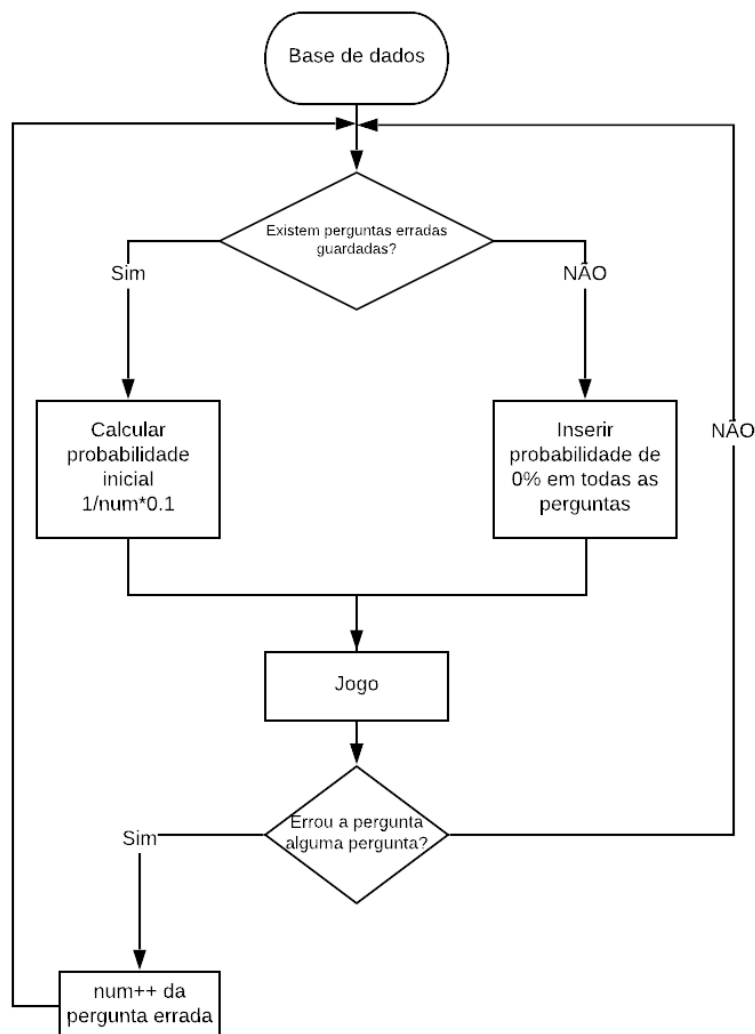 Base de dados
Existem perguntas erradas
guardadas?
Sim
NÃO
Calcular
probabilidade
inicial
1/num*0.1
Inserir
probabilidade de
0% em todas as
perguntas
NÃO
Jogo
Errou a pergunta
alguma pergunta?
Sim
num++ da
pergunta errada